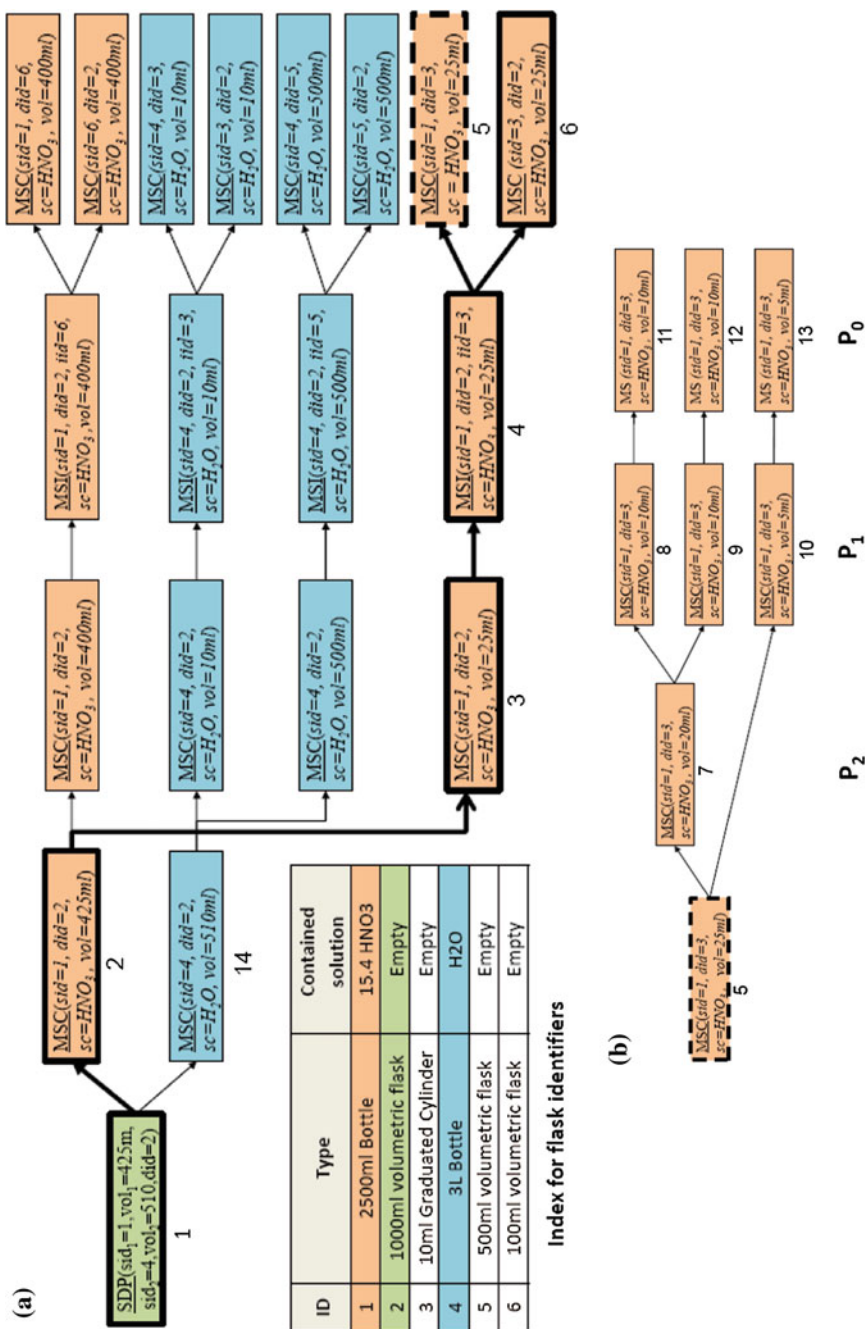 (a)
SDP(sid1=1,vol1=425m,
sid2=4,vol2=510,did=2)
1
MSC(sid=1, did=2,
sc=HNO3, vol=425ml)
2
MSC(sid=4, did=2,
sc=H2O, vol=510ml)
14
MSC(sid=1, did=2,
sc=HNO3, vol=400ml)
MSC(sid=4, did=2,
sc=H2O, vol=10ml)
MSC(sid=4, did=2,
sc=H2O, vol=500ml)
MSC(sid=1, did=2,
sc=HNO3, vol=25ml)
3
MSI(sid=1, did=2, iid=6,
sc=HNO3,vol=400ml)
MSI(sid=4, did=2, iid=3,
sc=H2O, vol=10ml)
MSI(sid=4, did=2, iid=5,
sc=H2O, vol=500ml)
MSI(sid=1, did=2, iid=3,
sc=HNO3, vol=25ml)
4
MSC(sid=1, did=6,
sc=HNO3, vol=400ml)
MSC(sid=6, did=2,
sc=HNO3, vol=400ml)
MSC(sid=4, did=3,
sc=H2O, vol=10ml)
MSC(sid=3, did=2,
sc=H2O, vol=10ml)
MSC(sid=4, did=5,
sc=H2O, vol=500ml)
MSC(sid=5, did=2,
sc=H2O, vol=500ml)
MSC(sid=1, did=3,
sc = HNO3, vol=25ml)
5
MSC (sid=3, did=2,
sc=HNO3, vol=25ml)
6
ID Type Contained solution
1 2500ml Bottle 15.4 HNO3
2 1000ml volumetric flask Empty
3 10ml Graduated Cylinder Empty
4 3L Bottle H2O
5 500ml volumetric flask Empty
6 100ml volumetric flask Empty
Index for flask identifiers
(b)
MSC(sid=1, did=3,
sc=HNO3, vol=25ml)
5
MSC(sid=1, did=3,
sc=HNO3, vol=20ml)
7
MSC(sid=1, did=3,
sc=HNO3, vol=10ml)
8
MSC(sid=1, did=3,
sc=HNO3, vol=10ml)
9
MSC(sid=1, did=3,
sc=HNO3, vol=5ml)
10
MS (sid=1, did=3,
sc=HNO3, vol=10ml)
11
MS (sid=1, did=3 ,
sc=HNO3,vol=10ml)
12
MS (sid=1, did=3,
sc=HNO3, vol=5ml)
13
P2
P1
P0